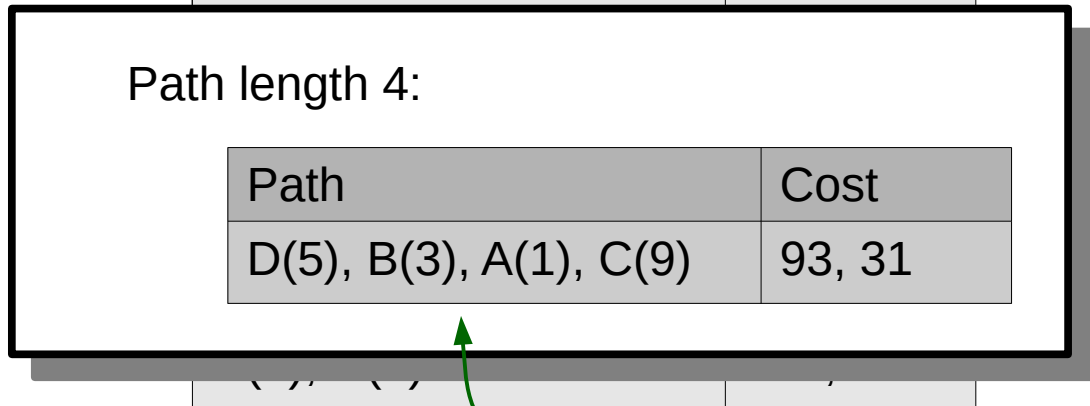 Path length 4:
Path Cost
D(5), B(3), A(1), C(9) 93, 31